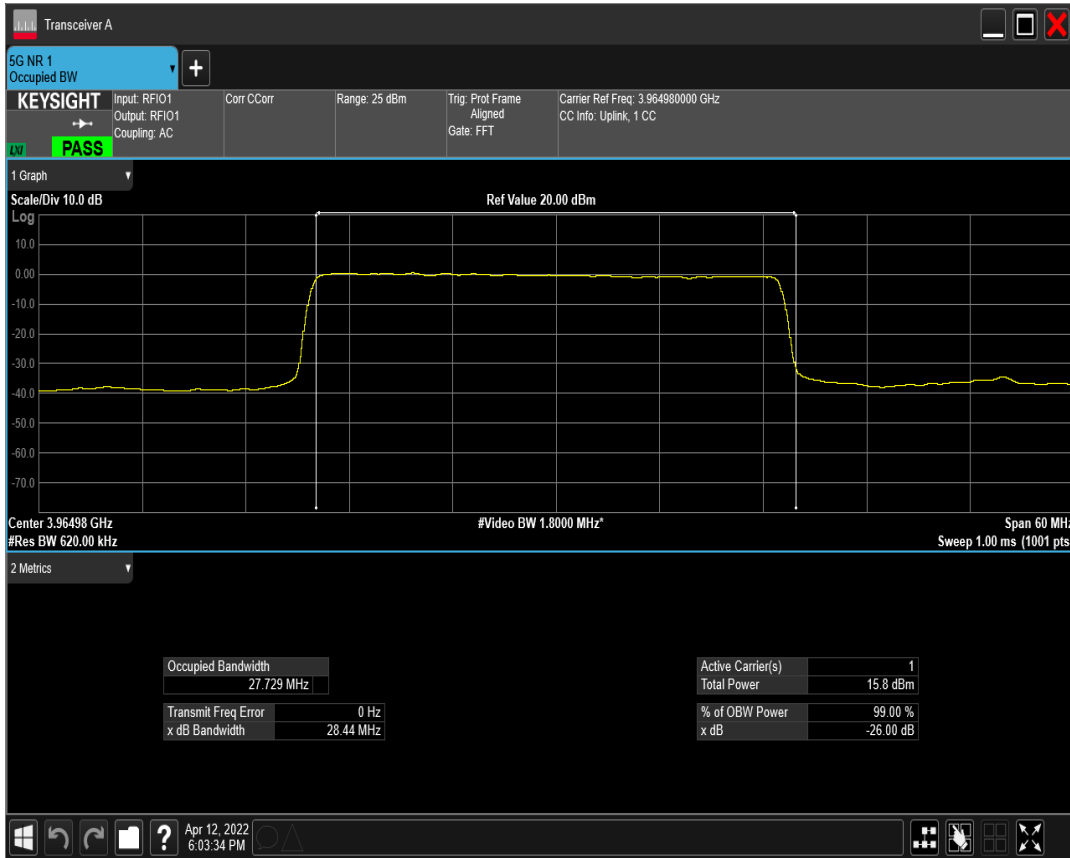 Transceiver A
5G NR 1
Occupied BW
+
KEYSIGHT
LXI
PASS
Input: RFIO1
Output: RFIO1
Coupling: AC
Corr CCorr
Range: 25 dBm
Trig: Prot Frame
Aligned
Gate: FFT
Carrier Ref Freq: 3.964980000 GHz
CC Info: Uplink, 1 CC
1 Graph
Scale/Div 10.0 dB
Ref Value 20.00 dBm
Log
10.0
0.00
-10.0
-20.0
-30.0
-40.0
-50.0
-60.0
-70.0
Center 3.96498 GHz
#Video BW 1.8000 MHz*
Span 60 MHz
#Res BW 620.00 kHz
Sweep 1.00 ms (1001 pts
2 Metrics
Occupied Bandwidth
27.729 MHz
Transmit Freq Error 0 Hz
x dB Bandwidth 28.44 MHz
Active Carrier(s) 1
Total Power 15.8 dBm
% of OBW Power 99.00 %
x dB -26.00 dB
?
Apr 12, 2022
6:03:34 PM